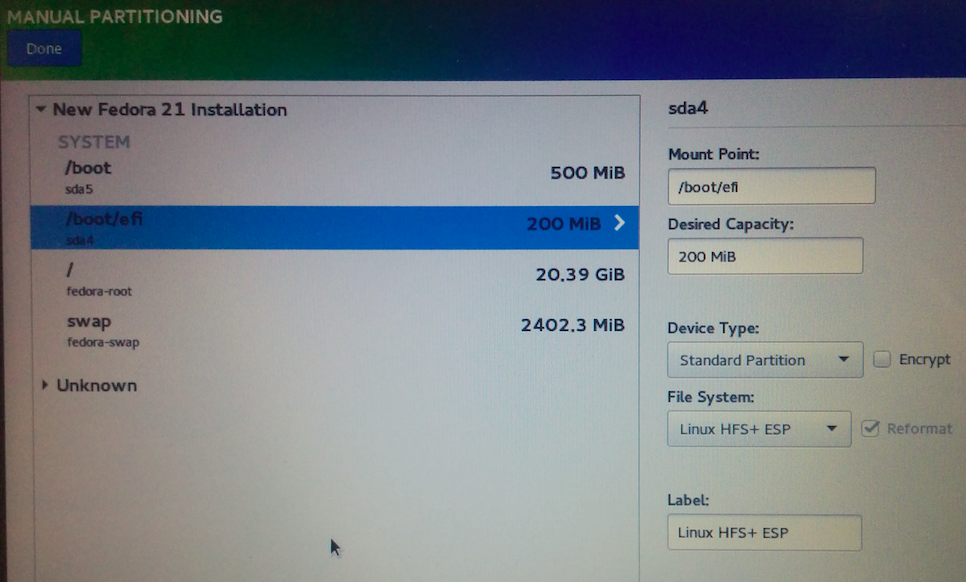 MANUAL PARTITIONING
Done
New Fedora 21 Installation
SYSTEM
/boot
500 MiB
sda5
/boot/efi
200 MiB
sda4
/
20.39 GiB
fedora-root
swap
2402.3 MiB
fedora-swap
Unknown
sda4
Mount Point:
/boot/efi
Desired Capacity:
200 MiB
Device Type:
Standard Partition
Encrypt
File System:
Linux HFS+ ESP
Reformat
Label:
Linux HFS+ ESP